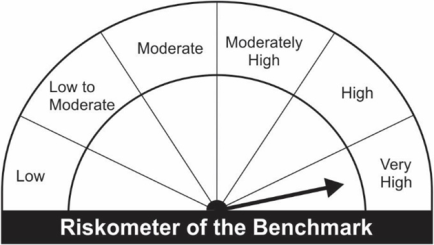 Low
Low to
Moderate
Moderate
Moderately
High
High
Very
High
Riskometer of the Benchmark